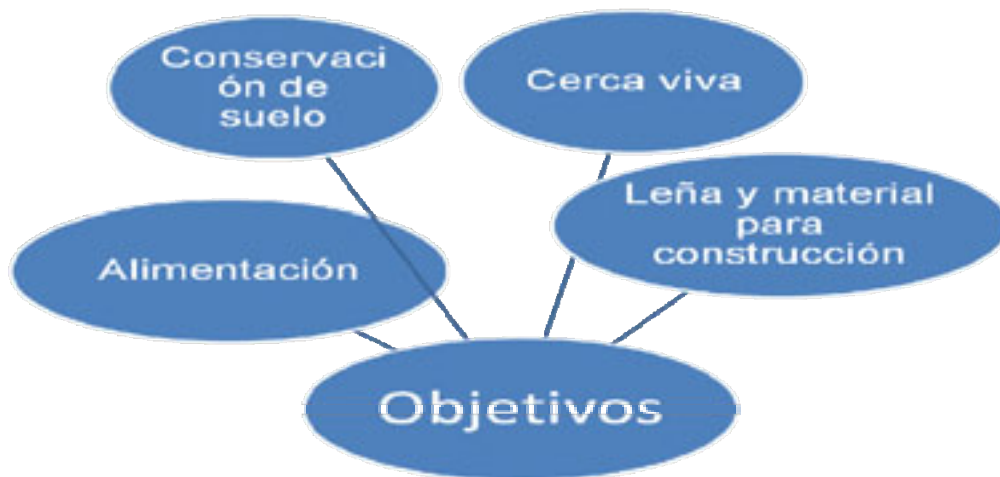 Conservaci
ón de
suelo
Cerca viva
Leña y material
para
construcción
Alimentación
Objetivos